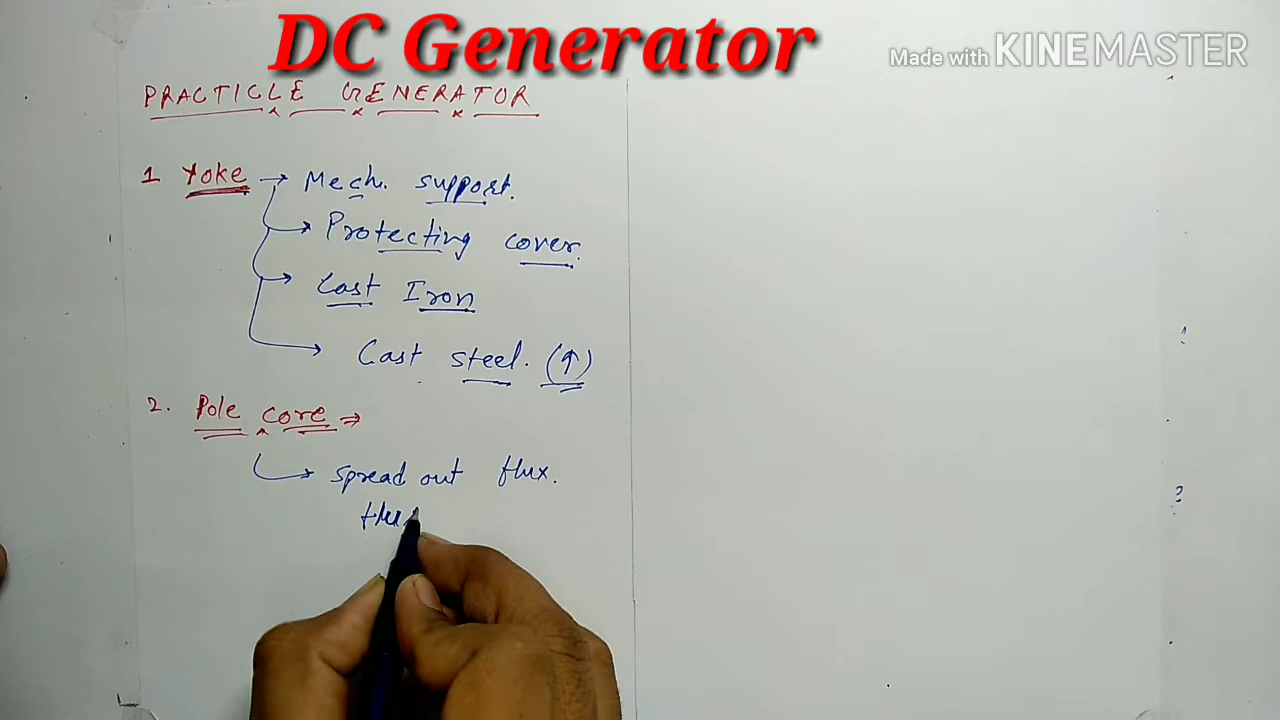 DC Generator
Made with KINEMASTER
PRACTICLE GENERATOR
1 Yoke → Mech. support.
Protecting cover.
Cast Iron
Cast steel. (↑)
2. Pole core ⇒
spread out flux.
flux